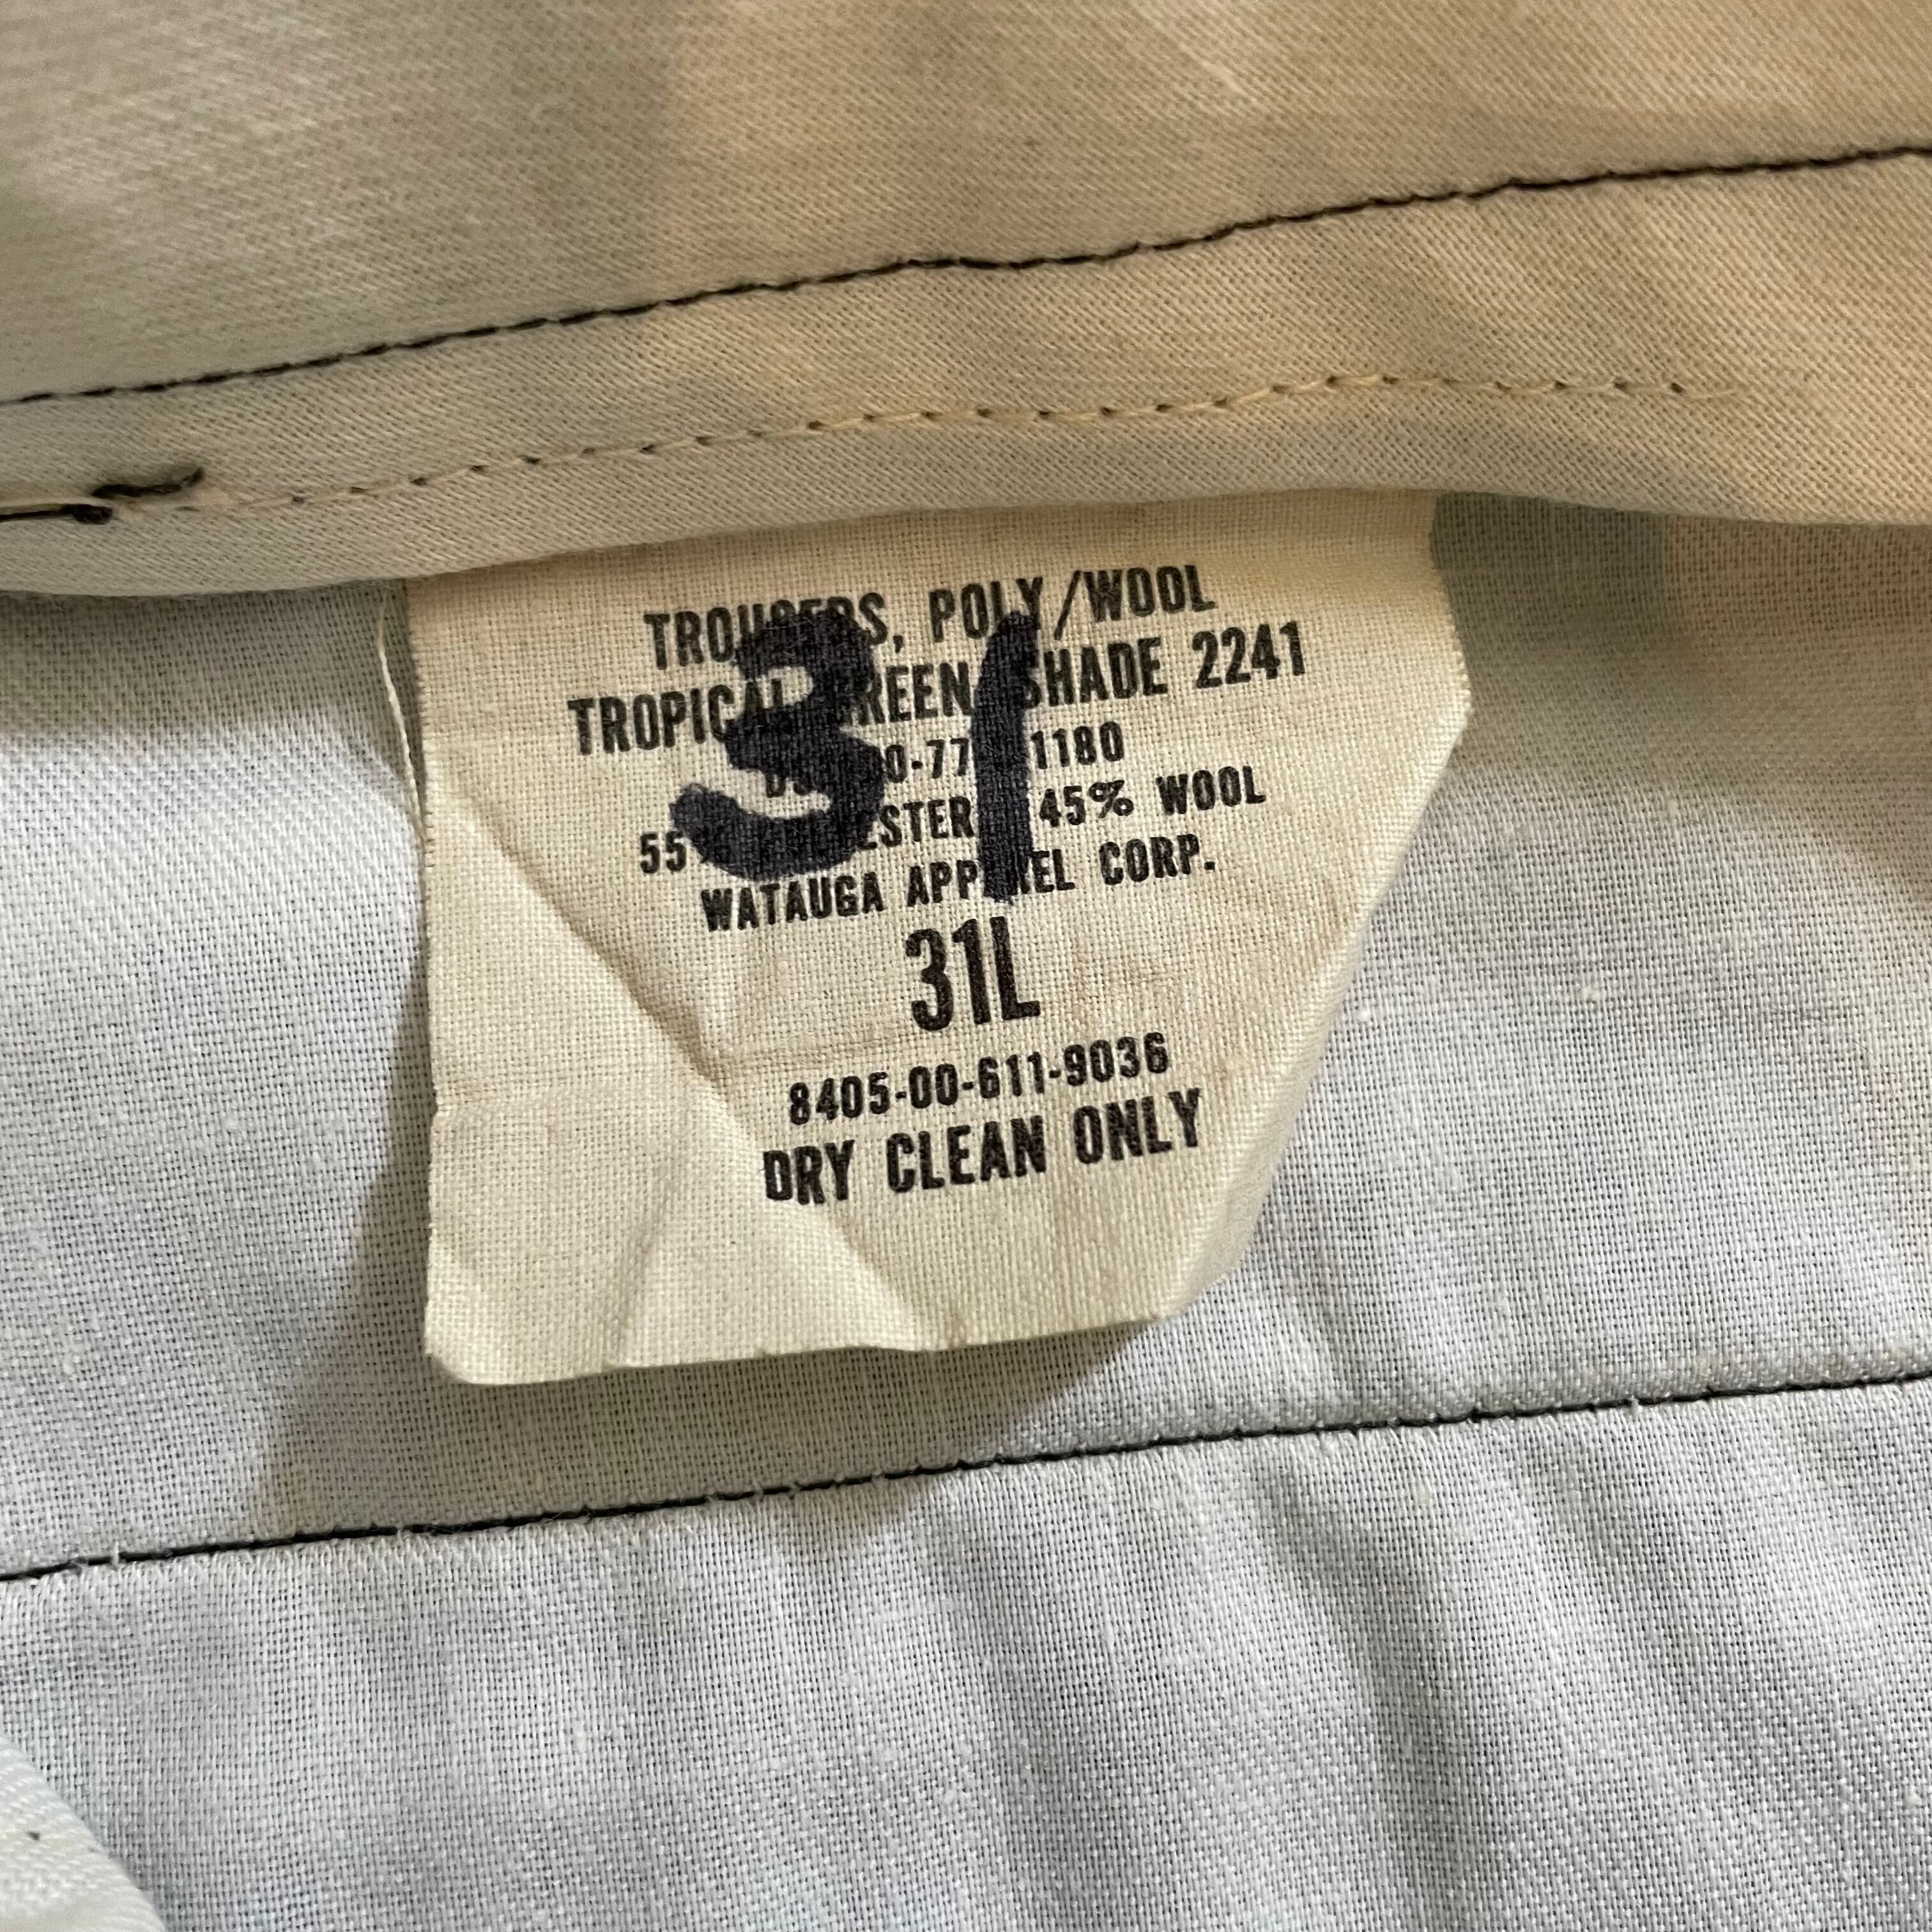 31
TROUSERS, POLY/WOOL
TROPICAL GREEN SHADE 2241
1180
55% POLYESTER 45% WOOL
WATAUGA APPAREL CORP.
31L
8405-00-611-9036
DRY CLEAN ONLY